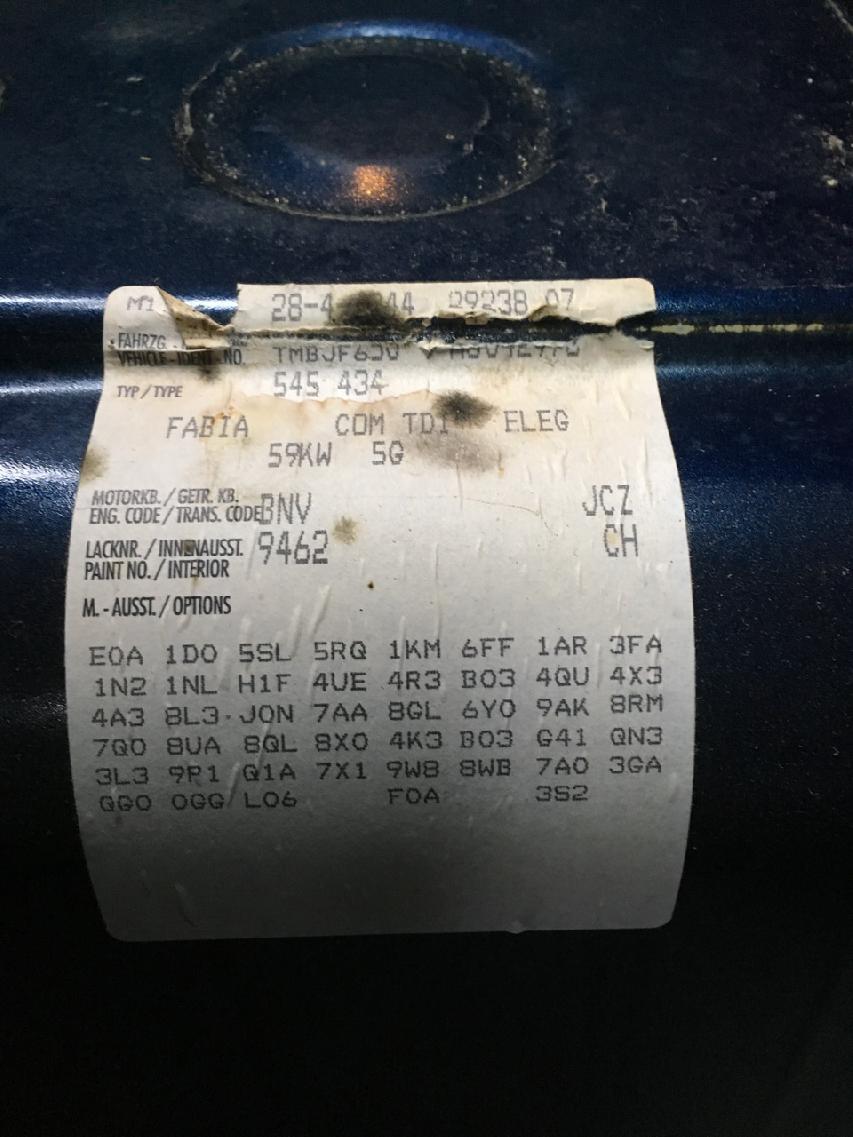 M1 28-4 44 29238 07
FAHRZG.
VEHICLE-IDENT-NO.
TYP / TYPE 545 434
FABIA COM TDI ELEG
59KW 5G
MOTORKB. / GETR. KB.
ENG. CODE / TRANS. CODE BNV JCZ
LACKNR. / INNENAUSST. 9462 CH
PAINT NO. / INTERIOR
M. - AUSST. / OPTIONS
E0A 1D0 5SL 5RQ 1KM 6FF 1AR 3FA
1N2 1NL H1F 4UE 4R3 B03 4QU 4X3
4A3 8L3 J0N 7AA 8GL 6Y0 9AK 8RM
7Q0 8UA 8QL 8X0 4K3 B03 G41 QN3
3L3 9P1 Q1A 7X1 9W8 8WB 7A0 3GA
GG0 0GG L06 F0A 3S2